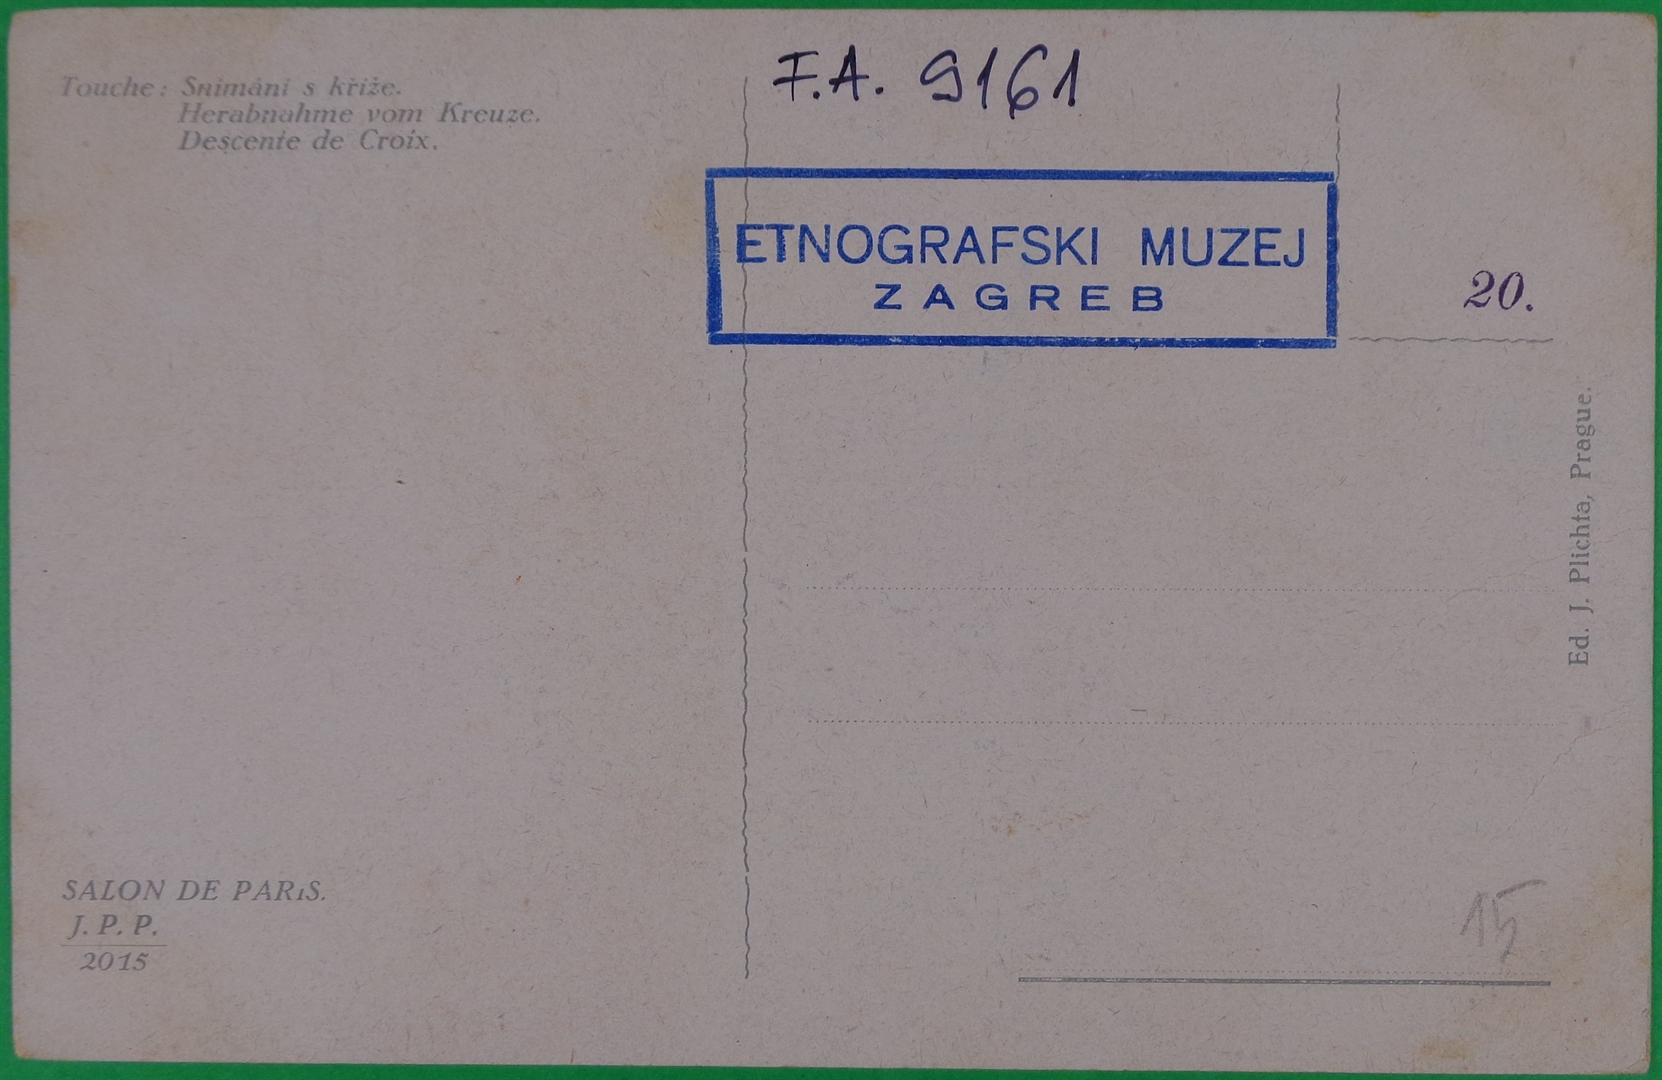 Touche: Snímání s kříže.
Herabnahme vom Kreuze.
Descente de Croix.
F.A. 9161
ETNOGRAFSKI MUZEJ
ZAGREB
20.
Ed. J. Plichta, Prague.
SALON DE PARIS.
J. P. P.
2015
15